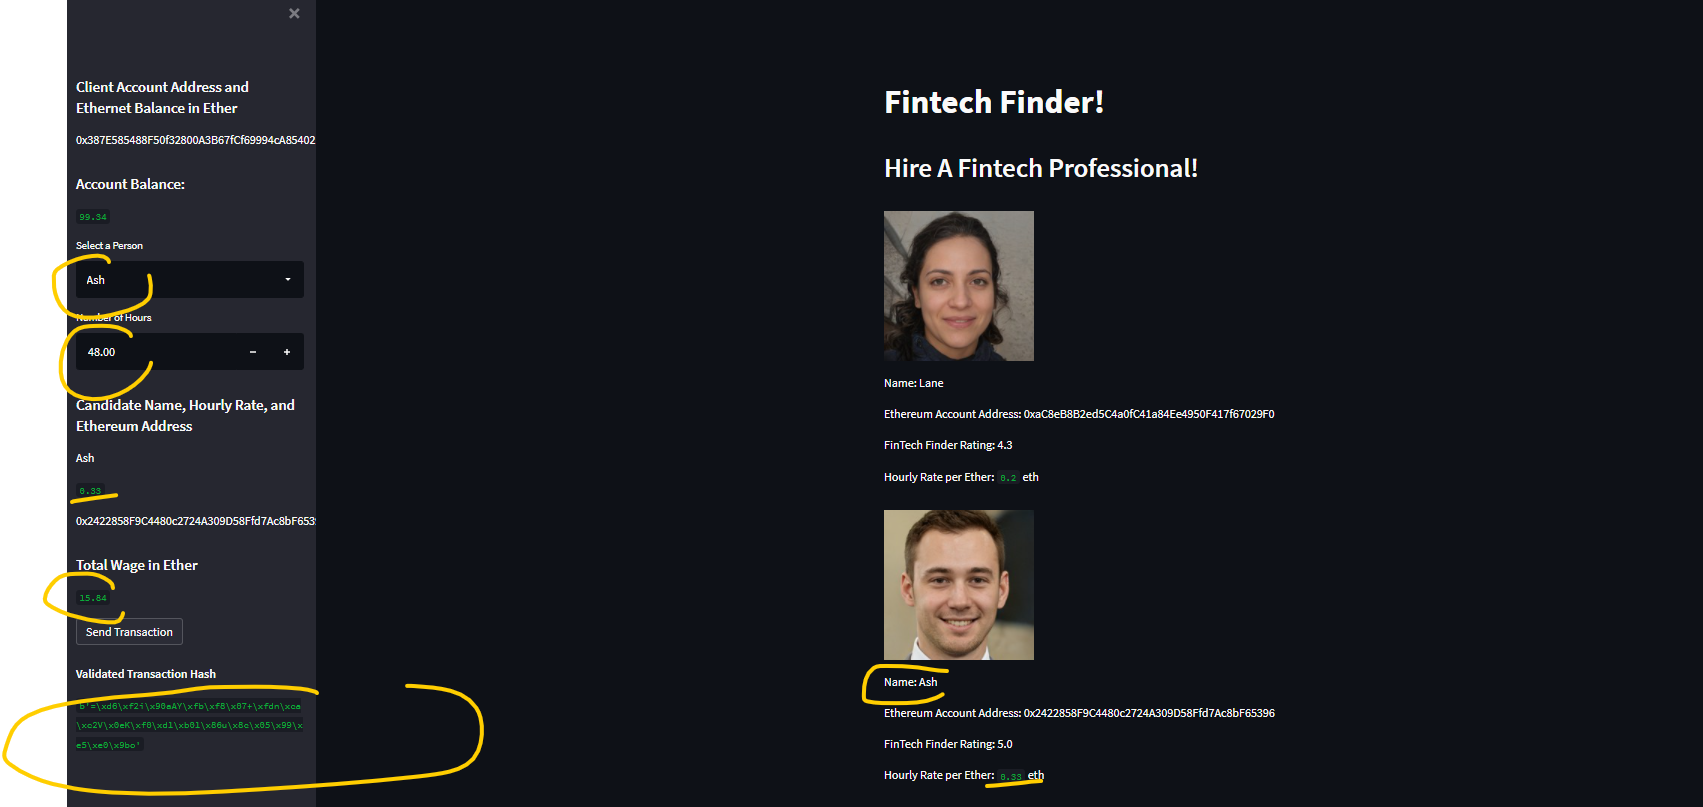 Client Account Address and
Ethernet Balance in Ether
0x387E585488F50f32800A3B67fCf69994cA85402
Account Balance:
99.34
Select a Person
Ash
Number of Hours
48.00
Candidate Name, Hourly Rate, and
Ethereum Address
Ash
0.33
0x2422858F9C4480c2724A309D58Ffd7Ac8bF6539
Total Wage in Ether
15.84
Send Transaction
Validated Transaction Hash
b'=\xd6\xf2i\x90aAY\xfb\xf8\x07+\xfdn\xca
\xc2V\x0eK\xf0\xd1\xb0l\x86u\x8c\x05\x99\x
e5\xe0\x9bo'
Fintech Finder!
Hire A Fintech Professional!
Name: Lane
Ethereum Account Address: 0xaC8eB8B2ed5C4a0fC41a84Ee4950F417f67029F0
FinTech Finder Rating: 4.3
Hourly Rate per Ether: 0.2 eth
Name: Ash
Ethereum Account Address: 0x2422858F9C4480c2724A309D58Ffd7Ac8bF65396
FinTech Finder Rating: 5.0
Hourly Rate per Ether: 0.33 eth